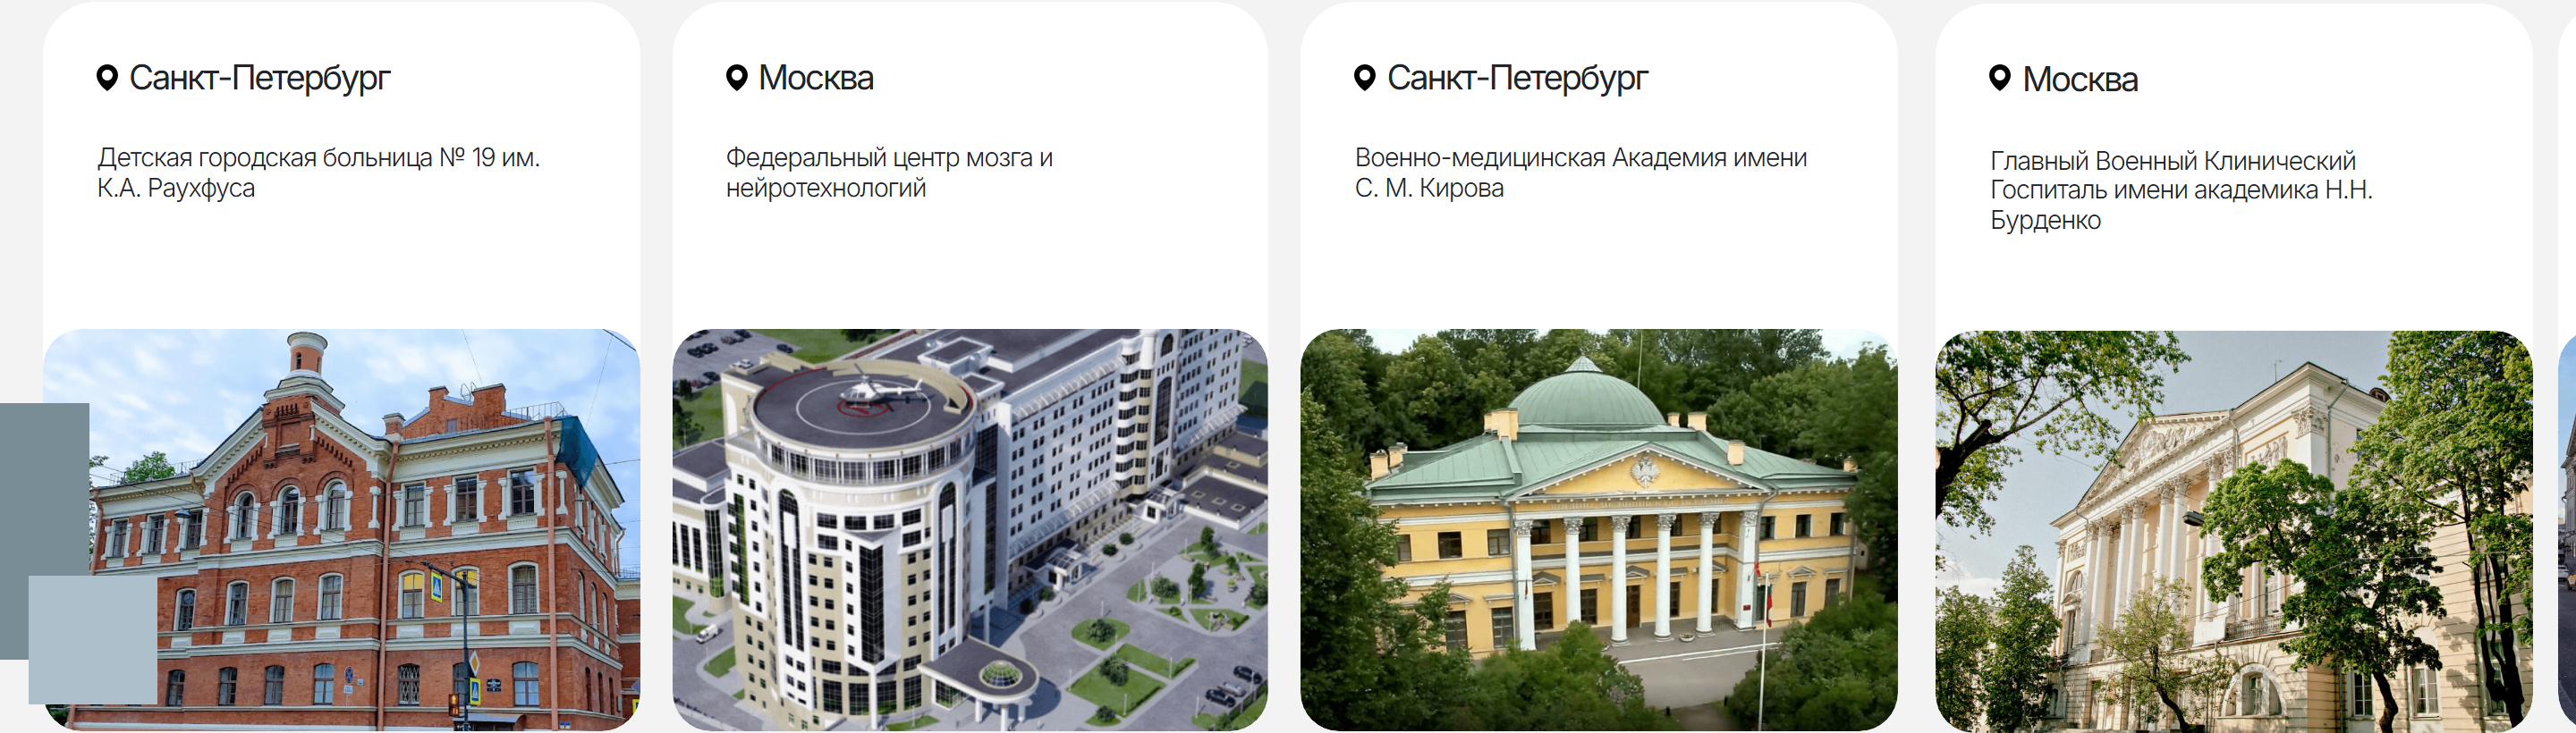 Санкт-Петербург
Детская городская больница № 19 им.
К.А. Раухфуса
Москва
Федеральный центр мозга и
нейротехнологий
Санкт-Петербург
Военно-медицинская Академия имени
С. М. Кирова
Москва
Главный Военный Клинический
Госпиталь имени академика Н.Н.
Бурденко